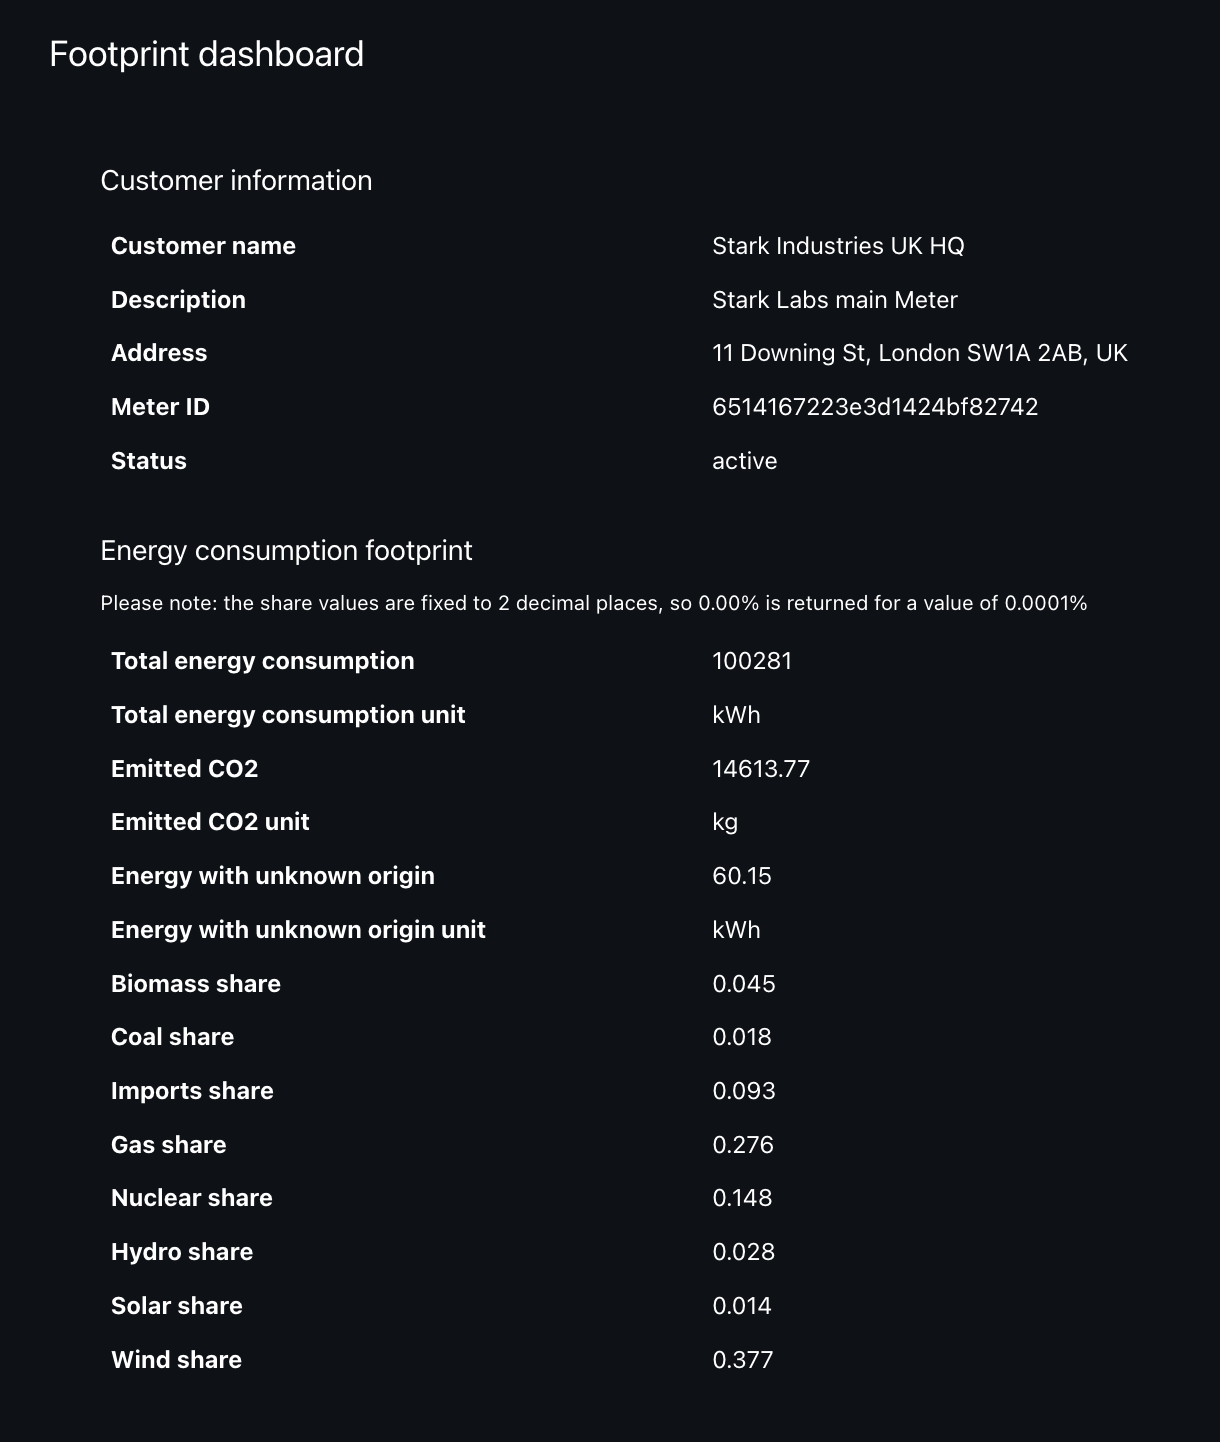 Footprint dashboard
Customer information
Customer name Stark Industries UK HQ
Description Stark Labs main Meter
Address 11 Downing St, London SW1A 2AB, UK
Meter ID 6514167223e3d1424bf82742
Status active
Energy consumption footprint
Please note: the share values are fixed to 2 decimal places, so 0.00% is returned for a value of 0.0001%
Total energy consumption 100281
Total energy consumption unit kWh
Emitted CO2 14613.77
Emitted CO2 unit kg
Energy with unknown origin 60.15
Energy with unknown origin unit kWh
Biomass share 0.045
Coal share 0.018
Imports share 0.093
Gas share 0.276
Nuclear share 0.148
Hydro share 0.028
Solar share 0.014
Wind share 0.377